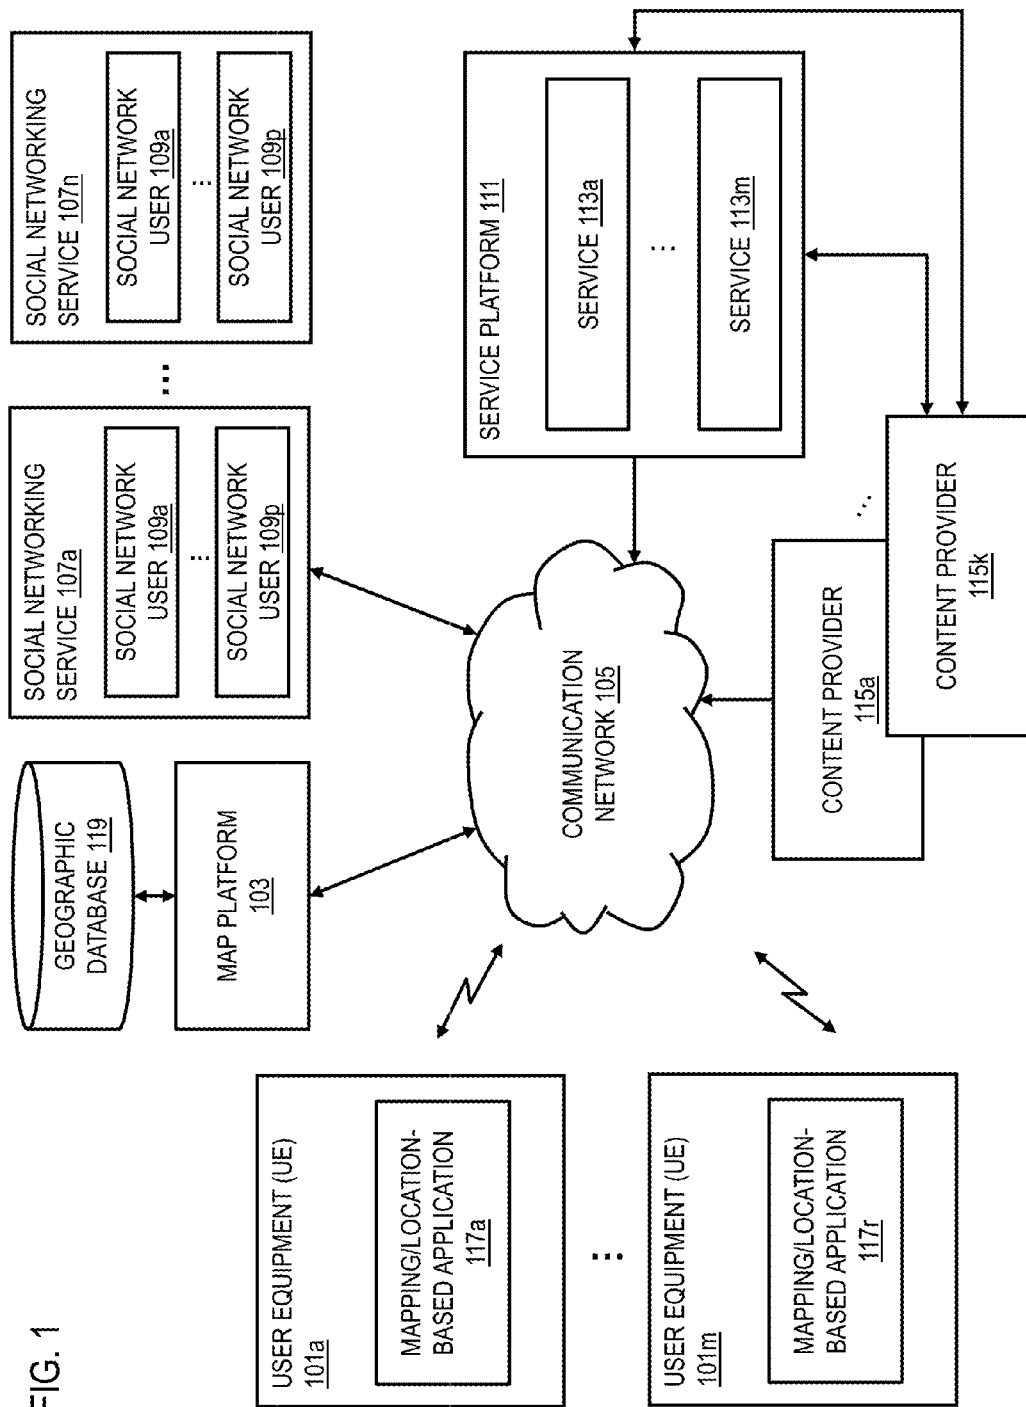 FIG. 1
GEOGRAPHIC
DATABASE 119
MAP PLATFORM
103
SOCIAL NETWORKING
SERVICE 107a
SOCIAL NETWORK
USER 109a
...
SOCIAL NETWORK
USER 109p
...
SOCIAL NETWORKING
SERVICE 107n
SOCIAL NETWORK
USER 109a
...
SOCIAL NETWORK
USER 109p
USER EQUIPMENT (UE)
101a
MAPPING/LOCATION-
BASED APPLICATION
117a
...
USER EQUIPMENT (UE)
101m
MAPPING/LOCATION-
BASED APPLICATION
117r
COMMUNICATION
NETWORK 105
SERVICE PLATFORM 111
SERVICE 113a
...
SERVICE 113m
CONTENT PROVIDER
115a
...
CONTENT PROVIDER
115k